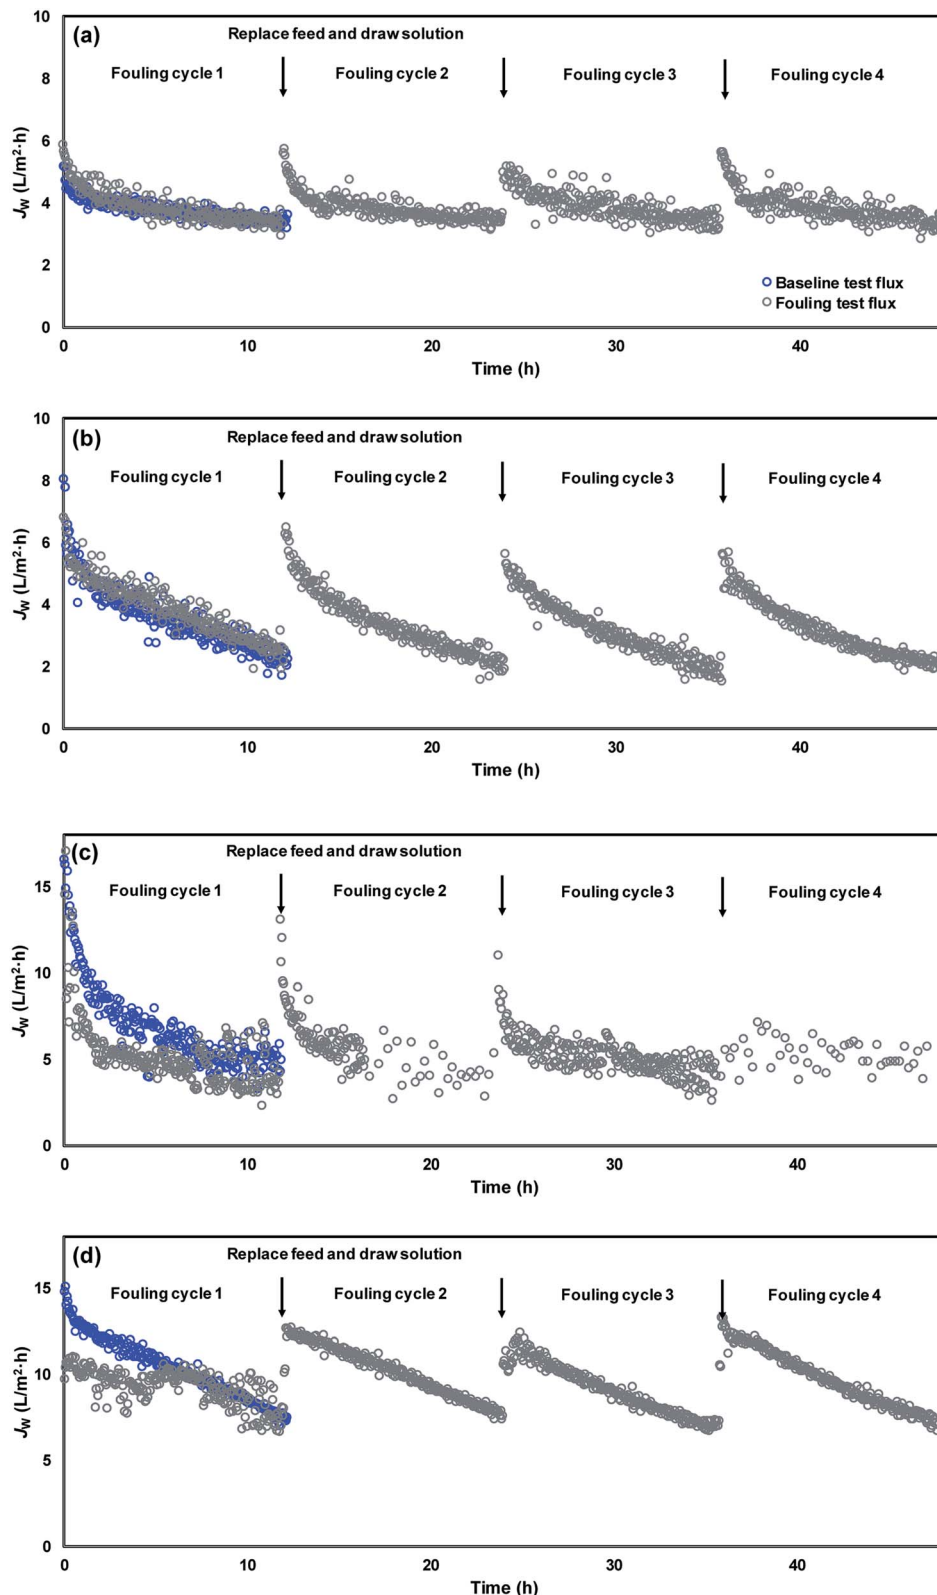 (a)
Replace feed and draw solution
Fouling cycle 1 Fouling cycle 2 Fouling cycle 3 Fouling cycle 4
10
8
6
4
2
0
J_W (L/m²·h)
Baseline test flux
Fouling test flux
0 10 20 30 40
Time (h)
(b)
Replace feed and draw solution
Fouling cycle 1 Fouling cycle 2 Fouling cycle 3 Fouling cycle 4
10
8
6
4
2
0
J_W (L/m²·h)
0 10 20 30 40
Time (h)
(c)
Replace feed and draw solution
Fouling cycle 1 Fouling cycle 2 Fouling cycle 3 Fouling cycle 4
15
10
5
0
J_W (L/m²·h)
0 10 20 30 40
Time (h)
(d)
Replace feed and draw solution
Fouling cycle 1 Fouling cycle 2 Fouling cycle 3 Fouling cycle 4
15
10
5
0
J_W (L/m²·h)
0 10 20 30 40
Time (h)